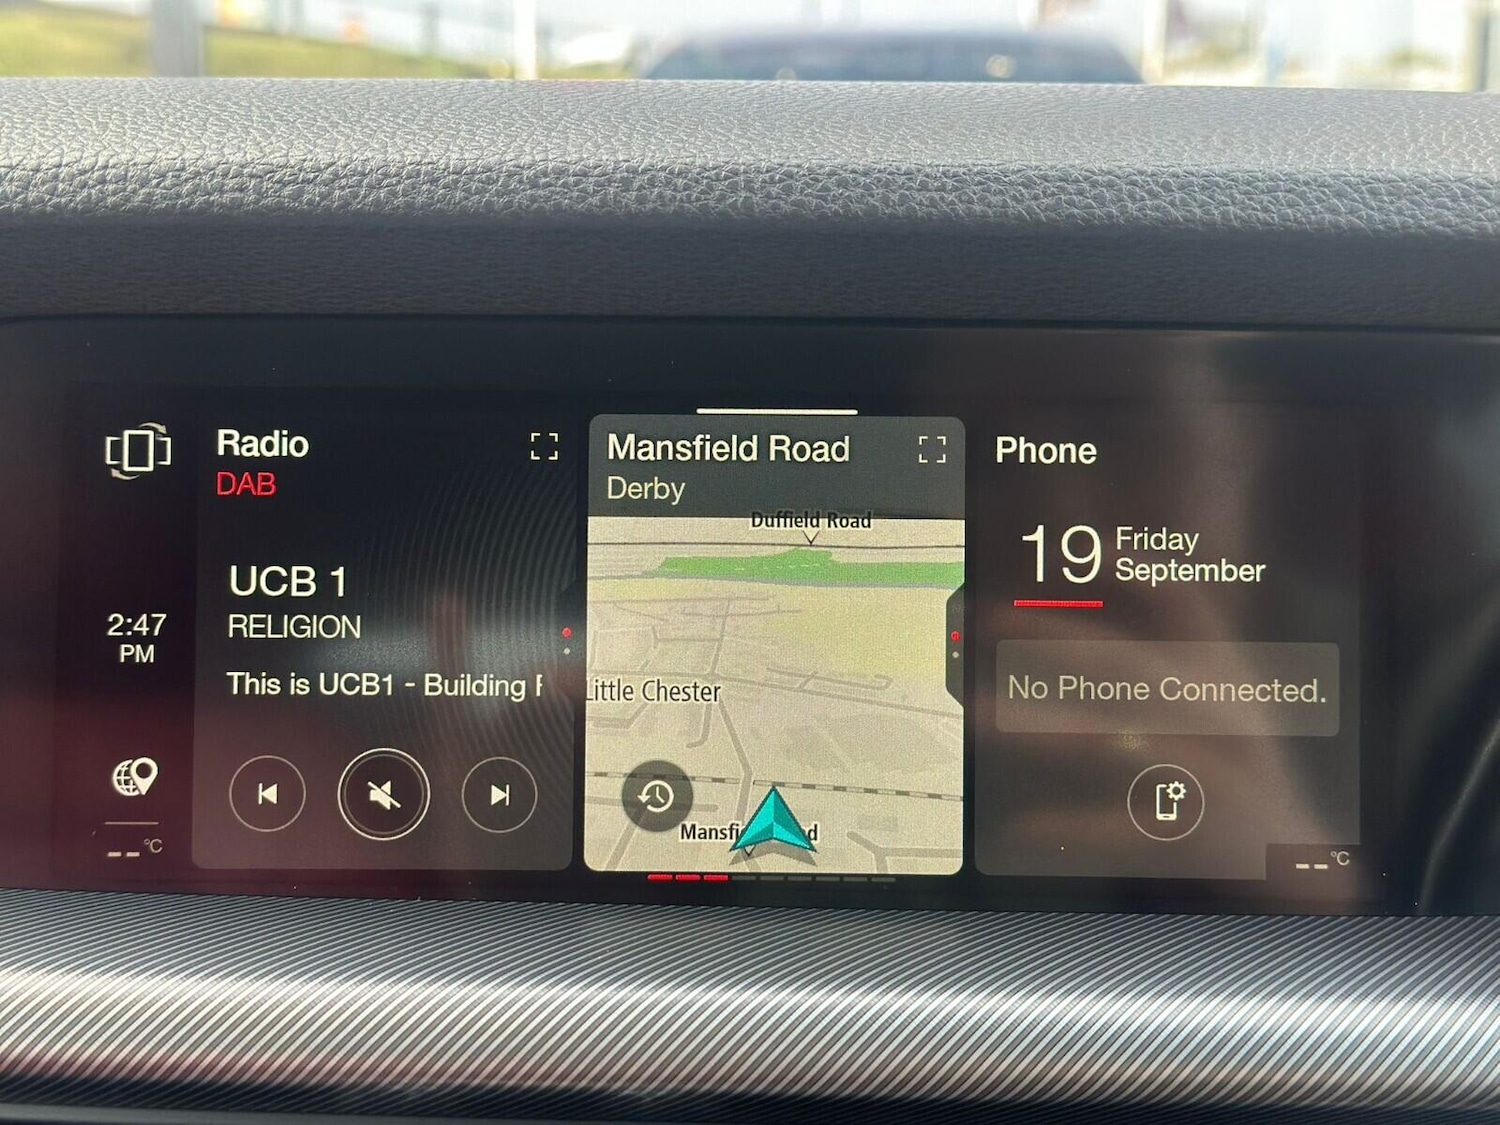 Radio
DAB
UCB 1
RELIGION
This is UCB1 - Building
2:47
PM
-- °C
Mansfield Road
Derby
Duffield Road
Little Chester
Phone
19
Friday
September
No Phone Connected.
-- °C